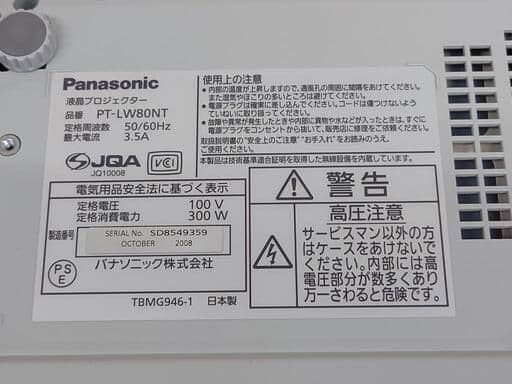 Panasonic
液晶プロジェクター
品番 PT-LW80NT
定格周波数 50/60Hz
最大電流 3.5A
S JQA VCI
JQ10008
電気用品安全法に基づく表示
定格電圧 100 V
定格消費電力 300 W
製造番号 SERIAL No. SD8549359
OCTOBER 2008
PS
E
パナソニック株式会社
TBMG946-1 日本製
使用上の注意
• 内部の温度が上昇しますので、通風孔の周囲に間隔をあけてください。
また湿気やほこりの多いところは避けてください。
• 電源プラグは確実に差し込んでください。コードは傷つけないよう
ていねいに取り扱ってください。
• 故障や異常が発生したときや内部に異物や水などが入ったときは、すぐに
電源プラグをコンセントから抜いて、販売店に修理をご依頼ください。
• 取扱説明書の"安全上のご注意" "お手入れ"をお読みのうえ、
ご使用ください。
本製品は技術基準適合証明を取得した無線設備を内蔵しています。
警告
高圧注意
サービスマン以外の方
はケースをあけないで
ください。内部には高
電圧部分が数多くあり
万一さわると危険です。